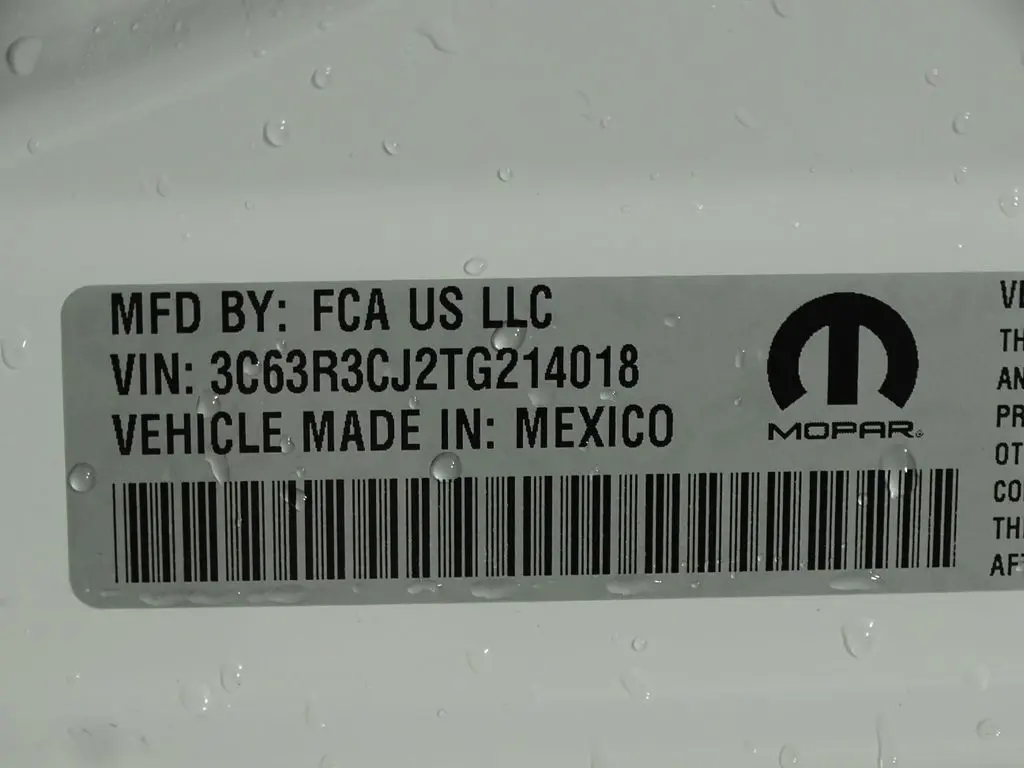 MFD BY: FCA US LLC
VIN: 3C63R3CJ2TG214018
VEHICLE MADE IN: MEXICO
MOPAR